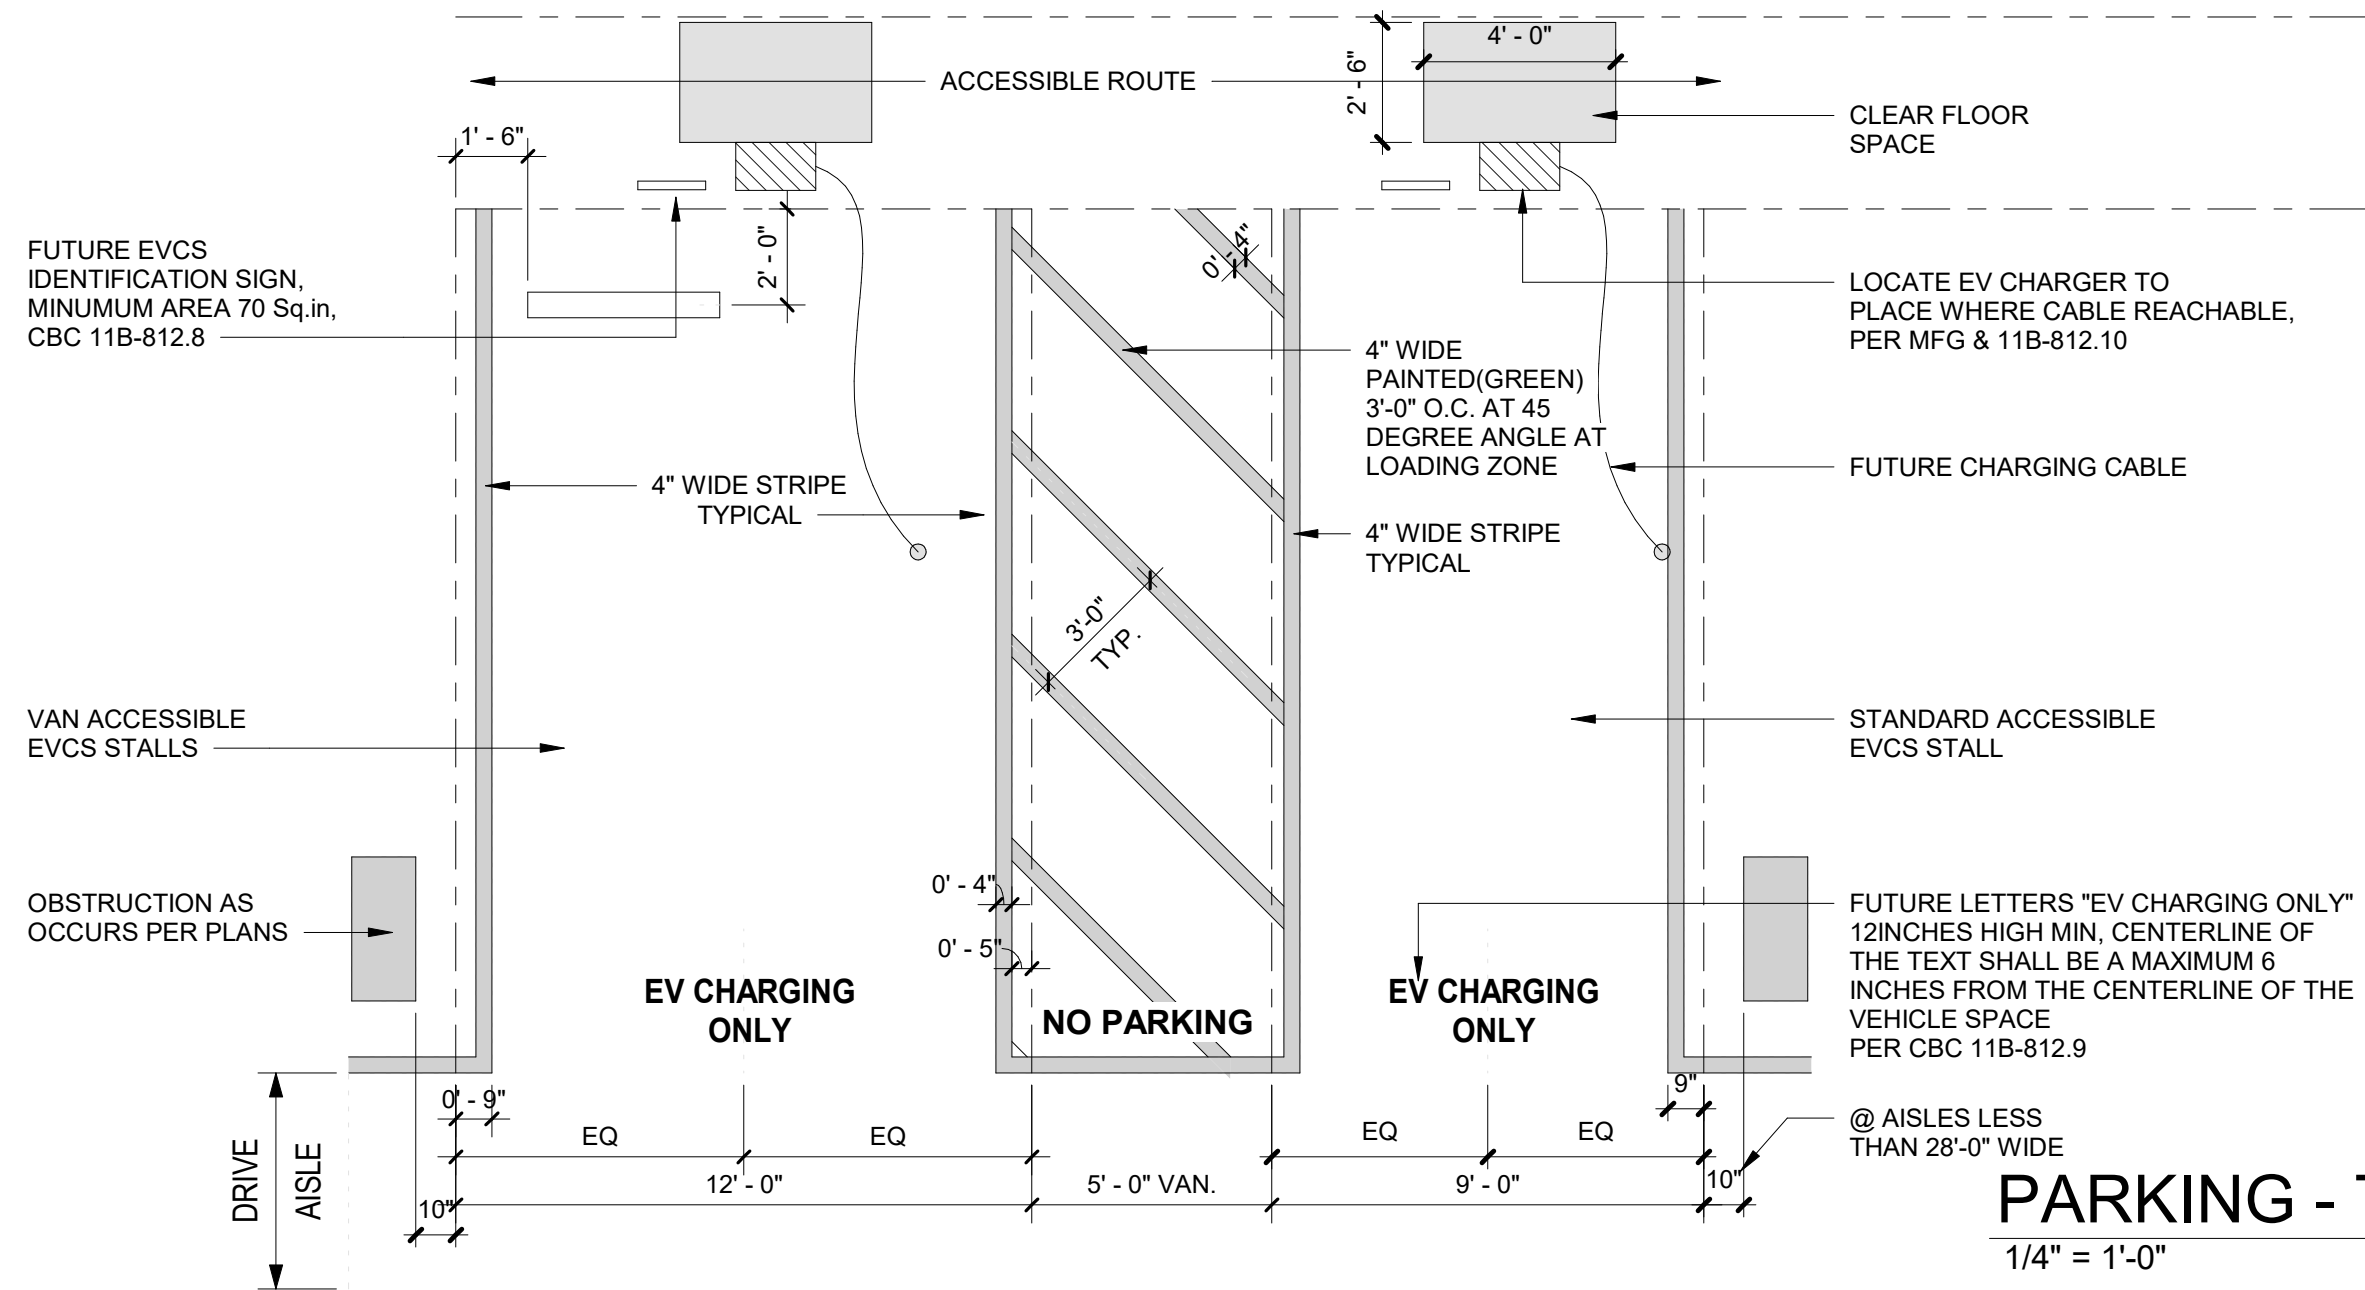 4' - 0"
ACCESSIBLE ROUTE
2' - 6"
CLEAR FLOOR
SPACE
1' - 6"
FUTURE EVCS
IDENTIFICATION SIGN,
MINUMUM AREA 70 Sq.in,
CBC 11B-812.8
2' - 0"
0' - 4"
LOCATE EV CHARGER TO
PLACE WHERE CABLE REACHABLE,
PER MFG & 11B-812.10
4" WIDE
PAINTED(GREEN)
3'-0" O.C. AT 45
DEGREE ANGLE AT
LOADING ZONE
FUTURE CHARGING CABLE
4" WIDE STRIPE
TYPICAL
4" WIDE STRIPE
TYPICAL
3'-0"
TYP.
VAN ACCESSIBLE
EVCS STALLS
STANDARD ACCESSIBLE
EVCS STALL
OBSTRUCTION AS
OCCURS PER PLANS
0' - 4"
0' - 5"
EV CHARGING
ONLY
NO PARKING
EV CHARGING
ONLY
FUTURE LETTERS "EV CHARGING ONLY"
12INCHES HIGH MIN, CENTERLINE OF
THE TEXT SHALL BE A MAXIMUM 6
INCHES FROM THE CENTERLINE OF THE
VEHICLE SPACE
PER CBC 11B-812.9
0' - 9"
9"
@ AISLES LESS
THAN 28'-0" WIDE
EQ
EQ
EQ
EQ
DRIVE
AISLE
10"
12' - 0"
5' - 0" VAN.
9' - 0"
10"
PARKING -
1/4" = 1'-0"